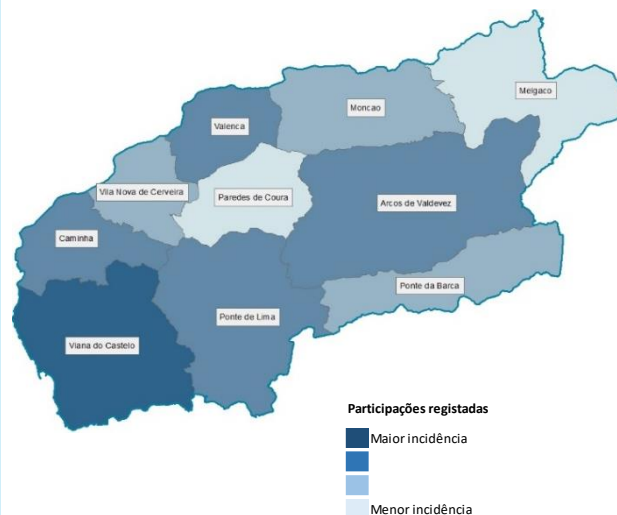 Melgaco
Moncao
Valenca
Vila Nova de Cerveira
Paredes de Coura
Arcos de Valdevez
Caminha
Ponte da Barca
Ponte de Lima
Viana do Castelo
Participações registadas
Maior incidência
Menor incidência